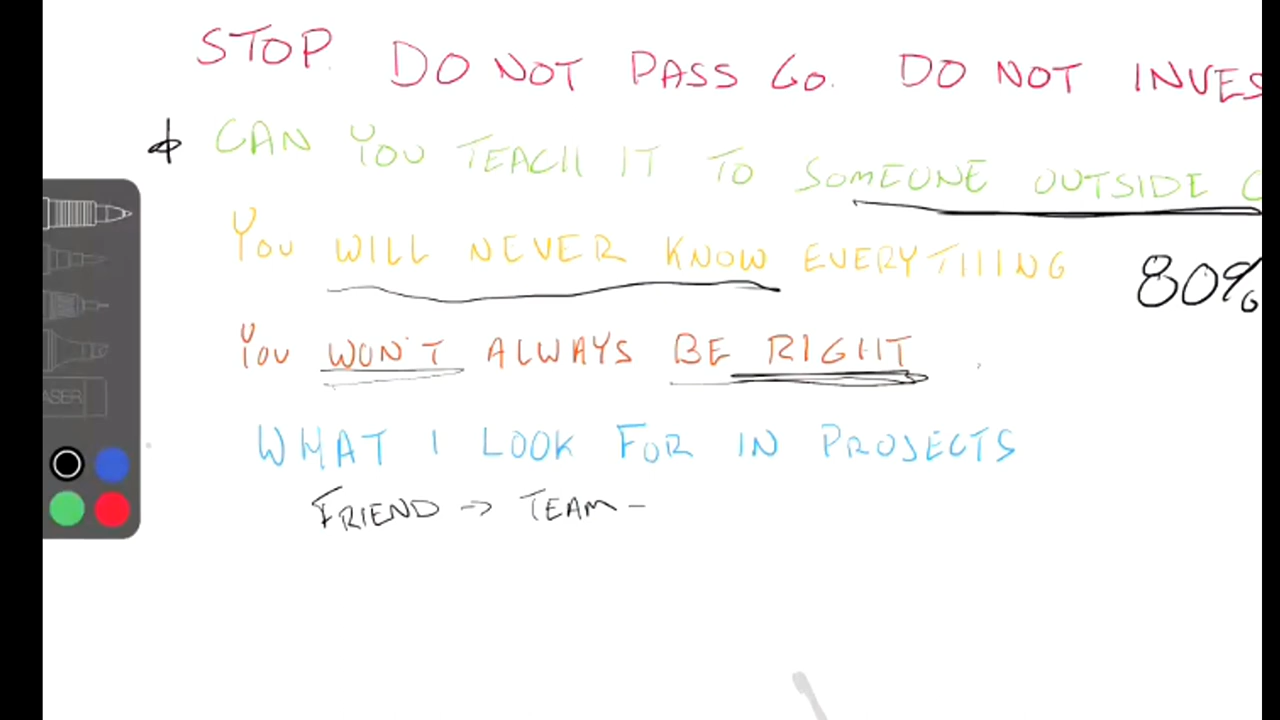 STOP. DO NOT PASS GO. DO NOT INVES
CAN YOU TEACH IT TO SOMEONE OUTSIDE
YOU WILL NEVER KNOW EVERYTHING 80%
YOU WON'T ALWAYS BE RIGHT
WHAT I LOOK FOR IN PROJECTS
FRIEND -> TEAM -
ASER